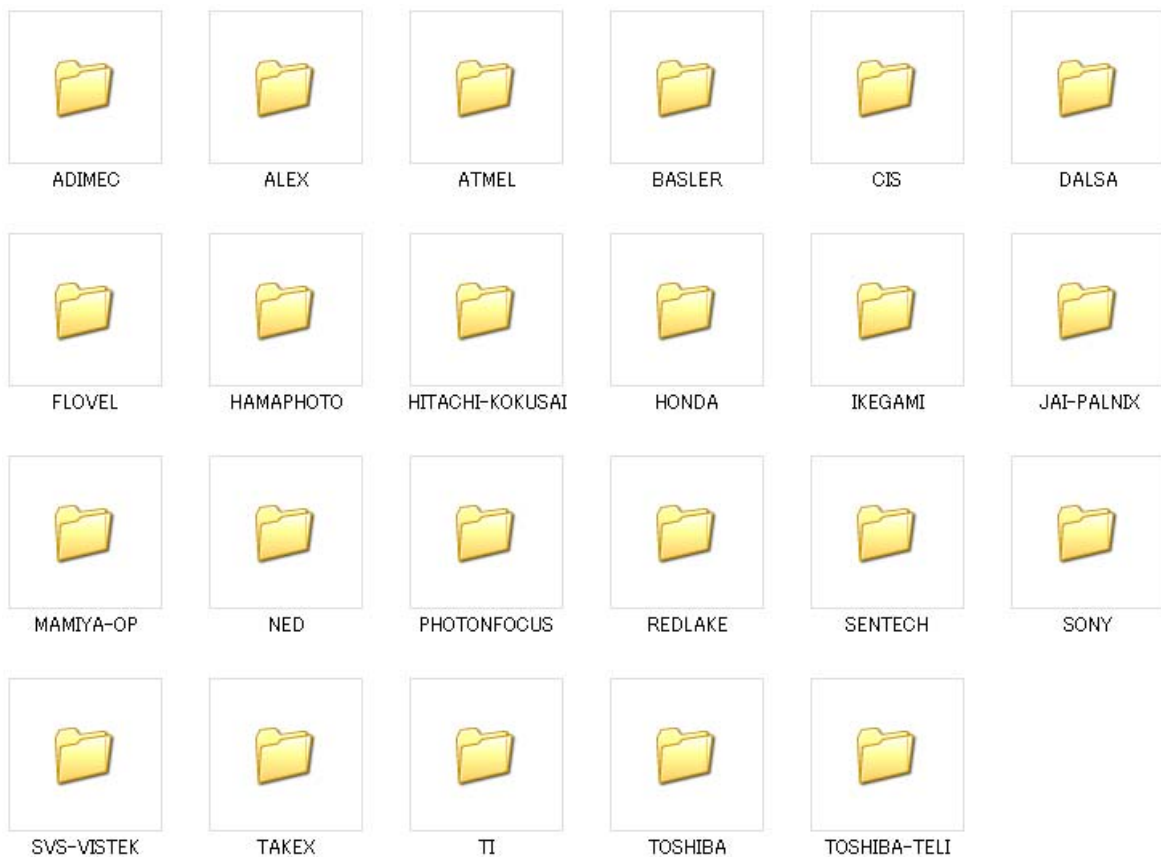 ADIMEC
ALEX
ATMEL
BASLER
CIS
DALSA
FLOVEL
HAMAPHOTO
HITACHI-KOKUSAI
HONDA
IKEGAMI
JAI-PALNIX
MAMIYA-OP
NED
PHOTONFOCUS
REDLAKE
SENTECH
SONY
SVS-VISTEK
TAKEX
TI
TOSHIBA
TOSHIBA-TELI